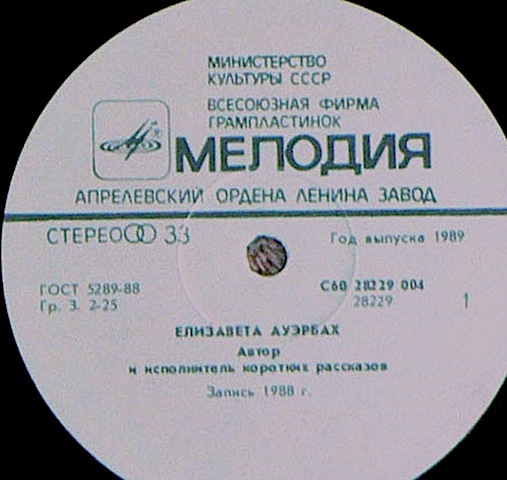 МИНИСТЕРСТВО
КУЛЬТУРЫ СССР
ВСЕСОЮЗНАЯ ФИРМА
ГРАМПЛАСТИНОК
МЕЛОДИЯ
АПРЕЛЕВСКИЙ ОРДЕНА ЛЕНИНА ЗАВОД
СТЕРЕО 33
Год выпуска 1989
ГОСТ 5289-88
Гр. 3. 2-25
С60 28229 004
28229
1
ЕЛИЗАВЕТА АУЭРБАХ
Автор
и исполнитель коротких рассказов
Запись 1988 г.